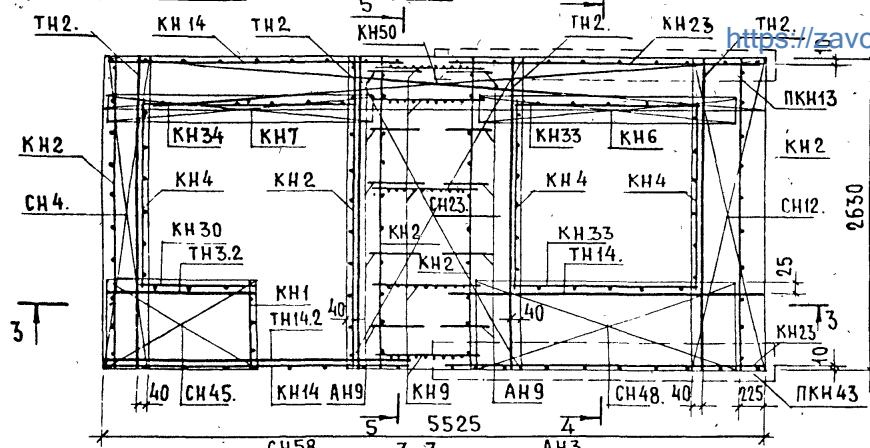 5
ТН2. КН14 ТН2 КН50 ТН2. КН23 ТН2.
https://zavo
10
ПКН13
КН34 КН7 КН33 КН6
КН2 КН2
КН4 КН2 КН4 КН4
СН4. СН23. СН12.
2630
КН30 КН2 КН33
ТН3.2 КН2 ТН14.
25
КН1
ТН14.2 40 40
3 3
КН23
10
40 СН45. КН14 АН9 КН9 АН9 СН48. 40 225 ПКН43
5 5525 4
СН58 7-7 АН3